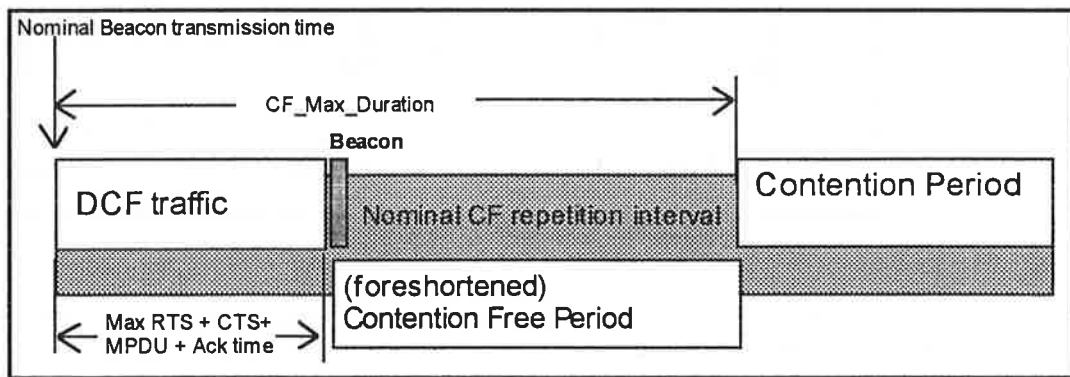 Nominal Beacon transmission time
CF_Max_Duration
Beacon
DCF traffic
Nominal CF repetition interval
Contention Period
(foreshortened)
Contention Free Period
Max RTS + CTS+
MPDU + Ack time